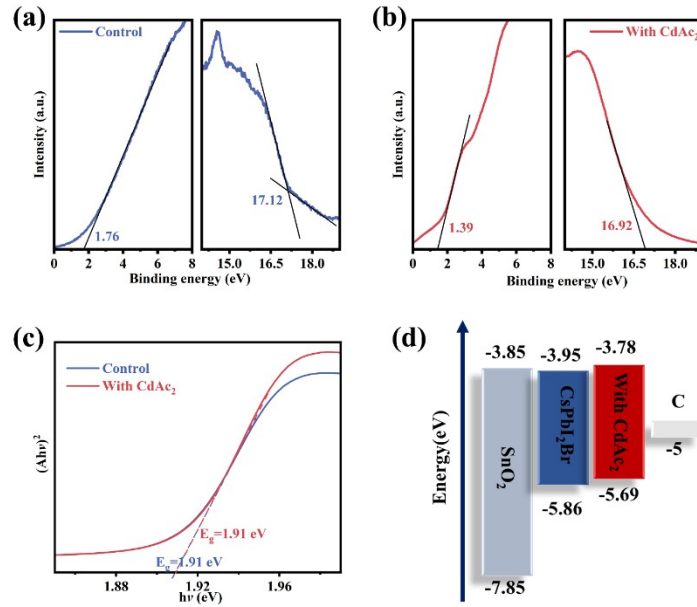 (a)
Control
Intensity (a.u.)
1.76
17.12
0 2 4 6 8
15.0 16.5 18.0
Binding energy (eV)
(b)
With CdAc₂
Intensity (a.u.)
1.39
16.92
0 2 4 6 8
15.0 16.5 18.0
Binding energy (eV)
(c)
Control
With CdAc₂
(Ahν)²
E_g=1.91 eV
E_g=1.91 eV
1.88 1.92 1.96
hν (eV)
(d)
Energy(eV)
-3.85
-3.95
-3.78
SnO₂
CsPbI₂Br
With CdAc₂
C
-5
-5.86
-5.69
-7.85